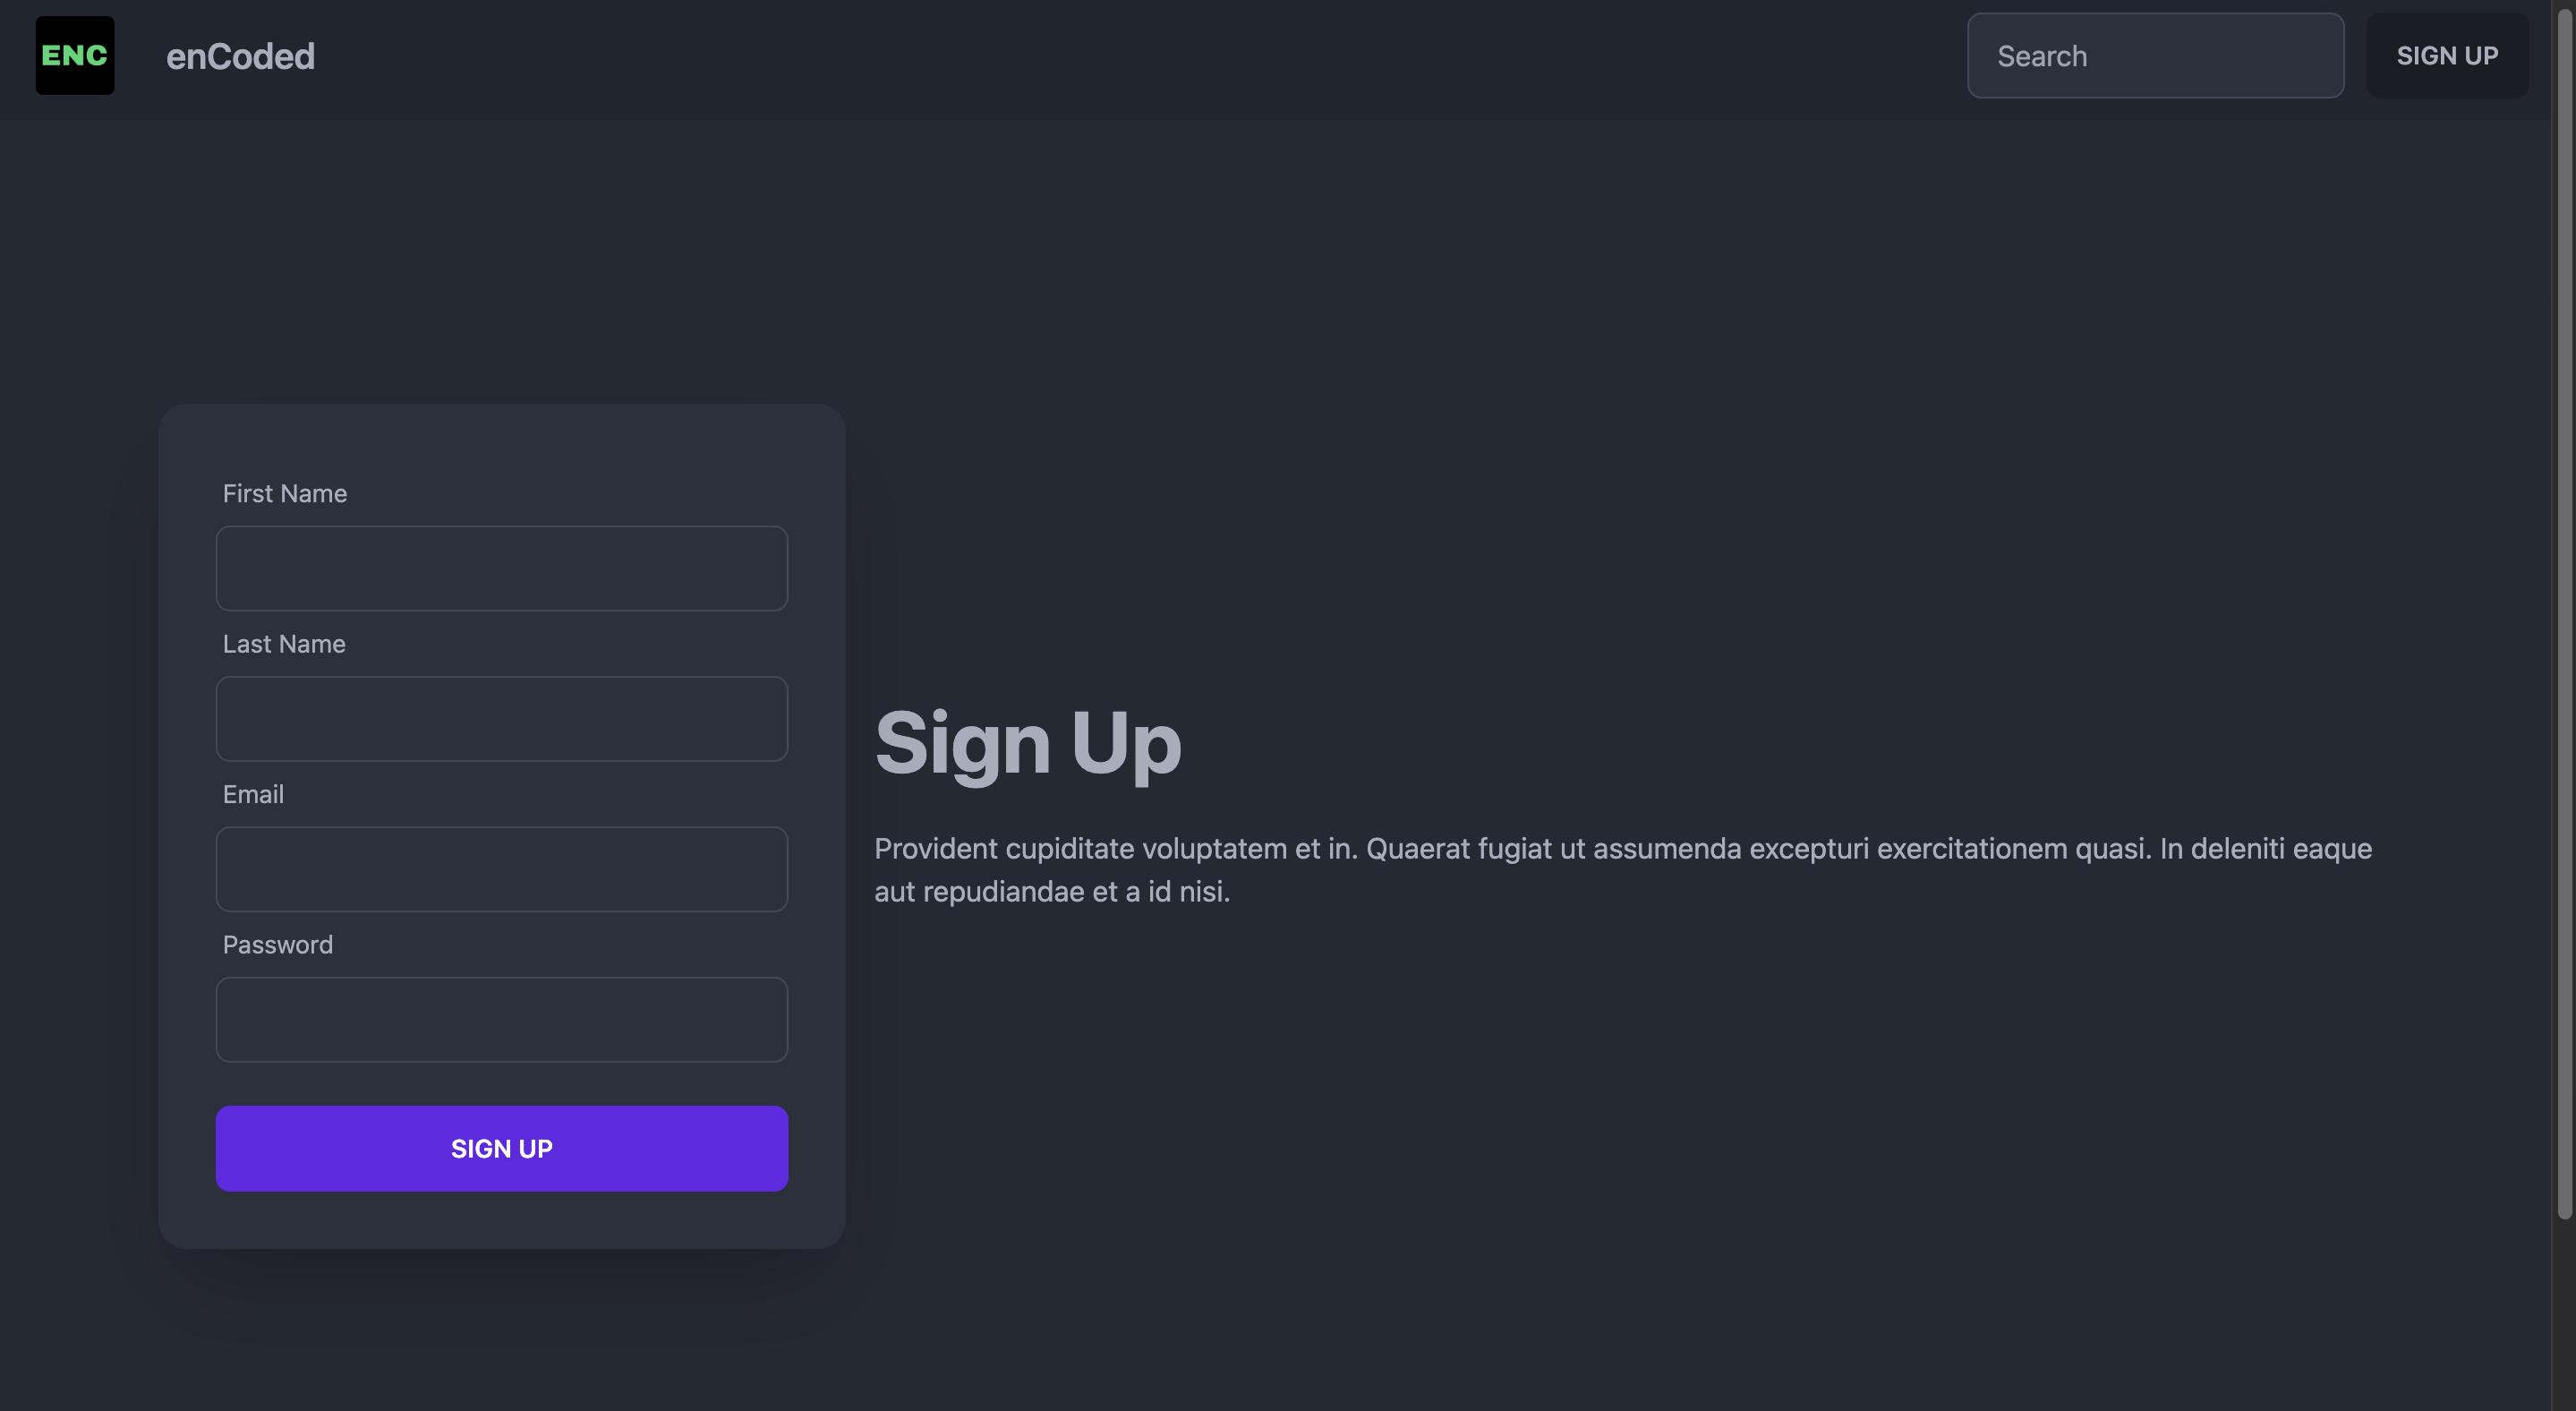 ENC
enCoded
Search
SIGN UP
First Name
Last Name
Email
Password
SIGN UP
Sign Up
Provident cupiditate voluptatem et in. Quaerat fugiat ut assumenda excepturi exercitationem quasi. In deleniti eaque
aut repudiandae et a id nisi.